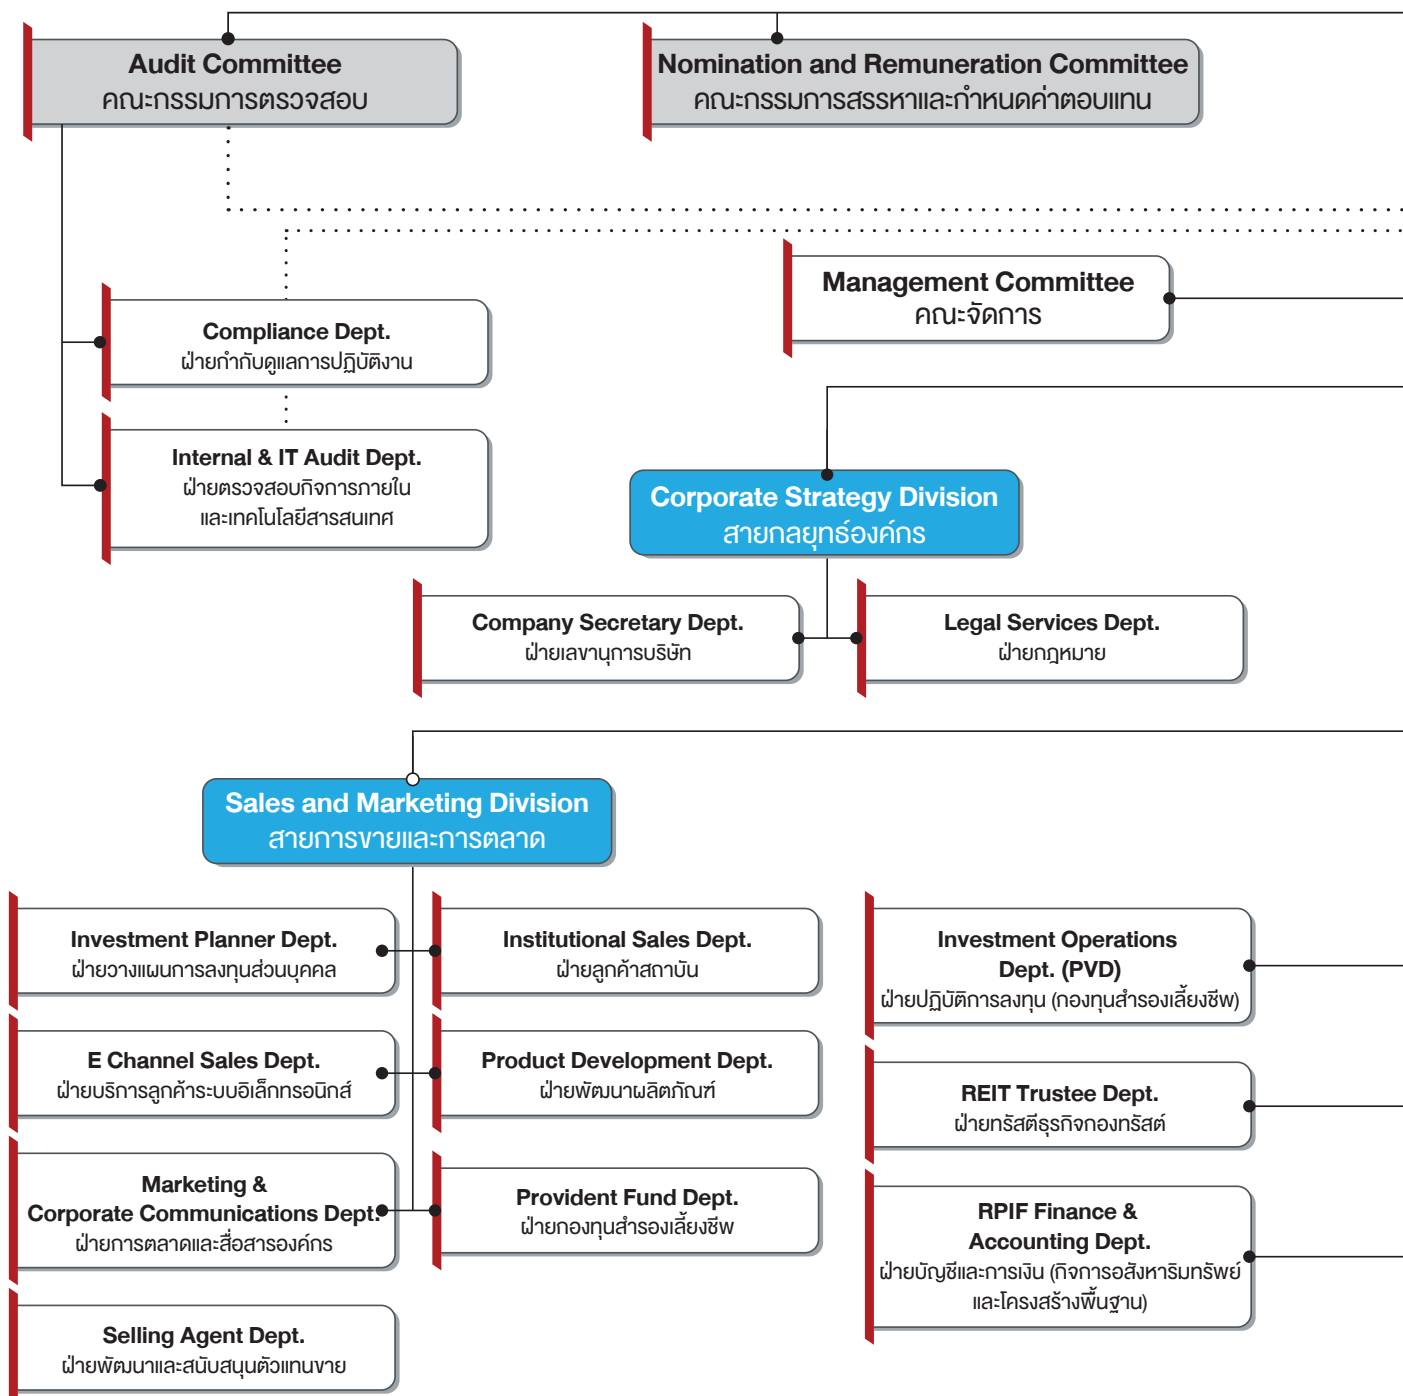 Audit Committee
คณะกรรมการตรวจสอบ
Nomination and Remuneration Committee
คณะกรรมการสรรหาและกำหนดค่าตอบแทน
Management Committee
คณะจัดการ
Compliance Dept.
ฝ่ายกำกับดูแลการปฏิบัติงาน
Internal & IT Audit Dept.
ฝ่ายตรวจสอบกิจการภายใน
และเทคโนโลยีสารสนเทศ
Corporate Strategy Division
สายกลยุทธ์องค์กร
Company Secretary Dept.
ฝ่ายเลขานุการบริษัท
Legal Services Dept.
ฝ่ายกฎหมาย
Sales and Marketing Division
สายการขายและการตลาด
Investment Planner Dept.
ฝ่ายวางแผนการลงทุนส่วนบุคคล
Institutional Sales Dept.
ฝ่ายลูกค้าสถาบัน
Investment Operations
Dept. (PVD)
ฝ่ายปฏิบัติการลงทุน (กองทุนสำรองเลี้ยงชีพ)
E Channel Sales Dept.
ฝ่ายบริการลูกค้าระบบอิเล็กทรอนิกส์
Product Development Dept.
ฝ่ายพัฒนาผลิตภัณฑ์
REIT Trustee Dept.
ฝ่ายทรัสตีธุรกิจกองทรัสต์
Marketing &
Corporate Communications Dept.
ฝ่ายการตลาดและสื่อสารองค์กร
Provident Fund Dept.
ฝ่ายกองทุนสำรองเลี้ยงชีพ
RPIF Finance &
Accounting Dept.
ฝ่ายบัญชีและการเงิน (กิจการอสังหาริมทรัพย์
และโครงสร้างพื้นฐาน)
Selling Agent Dept.
ฝ่ายพัฒนาและสนับสนุนตัวแทนขาย